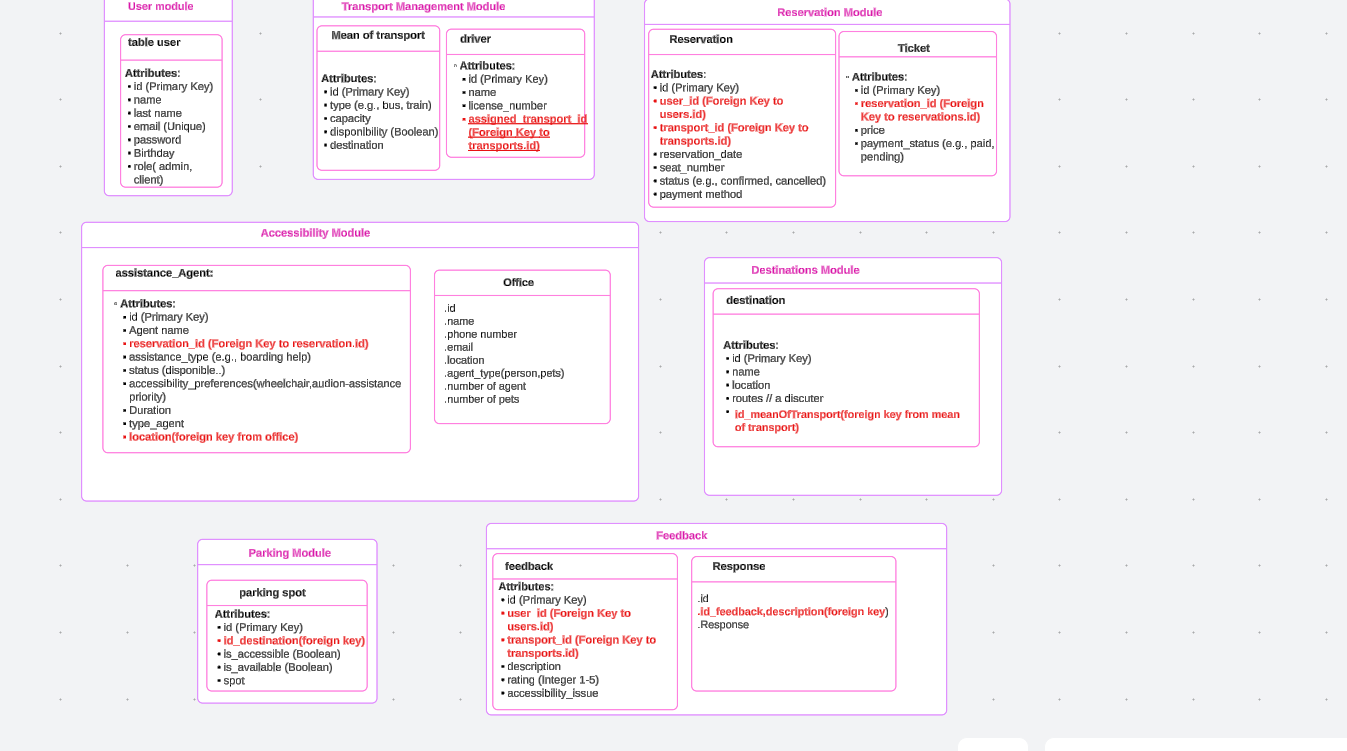 User module
table user
Attributes:
▪ id (Primary Key)
▪ name
▪ last name
▪ email (Unique)
▪ password
▪ Birthday
▪ role( admin,
client)
Transport Management Module
Mean of transport
Attributes:
▪ id (Primary Key)
▪ type (e.g., bus, train)
▪ capacity
▪ disponibility (Boolean)
▪ destination
driver
◦ Attributes:
▪ id (Primary Key)
▪ name
▪ license_number
▪ assigned_transport_id
(Foreign Key to
transports.id)
Reservation Module
Reservation
Attributes:
▪ id (Primary Key)
▪ user_id (Foreign Key to
users.id)
▪ transport_id (Foreign Key to
transports.id)
▪ reservation_date
▪ seat_number
▪ status (e.g., confirmed, cancelled)
▪ payment method
Ticket
◦ Attributes:
▪ id (Primary Key)
▪ reservation_id (Foreign
Key to reservations.id)
▪ price
▪ payment_status (e.g., paid,
pending)
Accessibility Module
assistance_Agent:
◦ Attributes:
▪ id (Primary Key)
▪ Agent name
▪ reservation_id (Foreign Key to reservation.id)
▪ assistance_type (e.g., boarding help)
▪ status (disponible..)
▪ accessibility_preferences(wheelchair,audion-assistance
priority)
▪ Duration
▪ type_agent
▪ location(foreign key from office)
Office
.id
.name
.phone number
.email
.location
.agent_type(person,pets)
.number of agent
.number of pets
Destinations Module
destination
Attributes:
▪ id (Primary Key)
▪ name
▪ location
▪ routes // a discuter
▪ id_meanOfTransport(foreign key from mean
of transport)
Parking Module
parking spot
Attributes:
▪ id (Primary Key)
▪ id_destination(foreign key)
▪ is_accessible (Boolean)
▪ is_available (Boolean)
▪ spot
Feedback
feedback
Attributes:
▪ id (Primary Key)
▪ user_id (Foreign Key to
users.id)
▪ transport_id (Foreign Key to
transports.id)
▪ description
▪ rating (Integer 1-5)
▪ accessibility_issue
Response
.id
.id_feedback,description(foreign key)
.Response